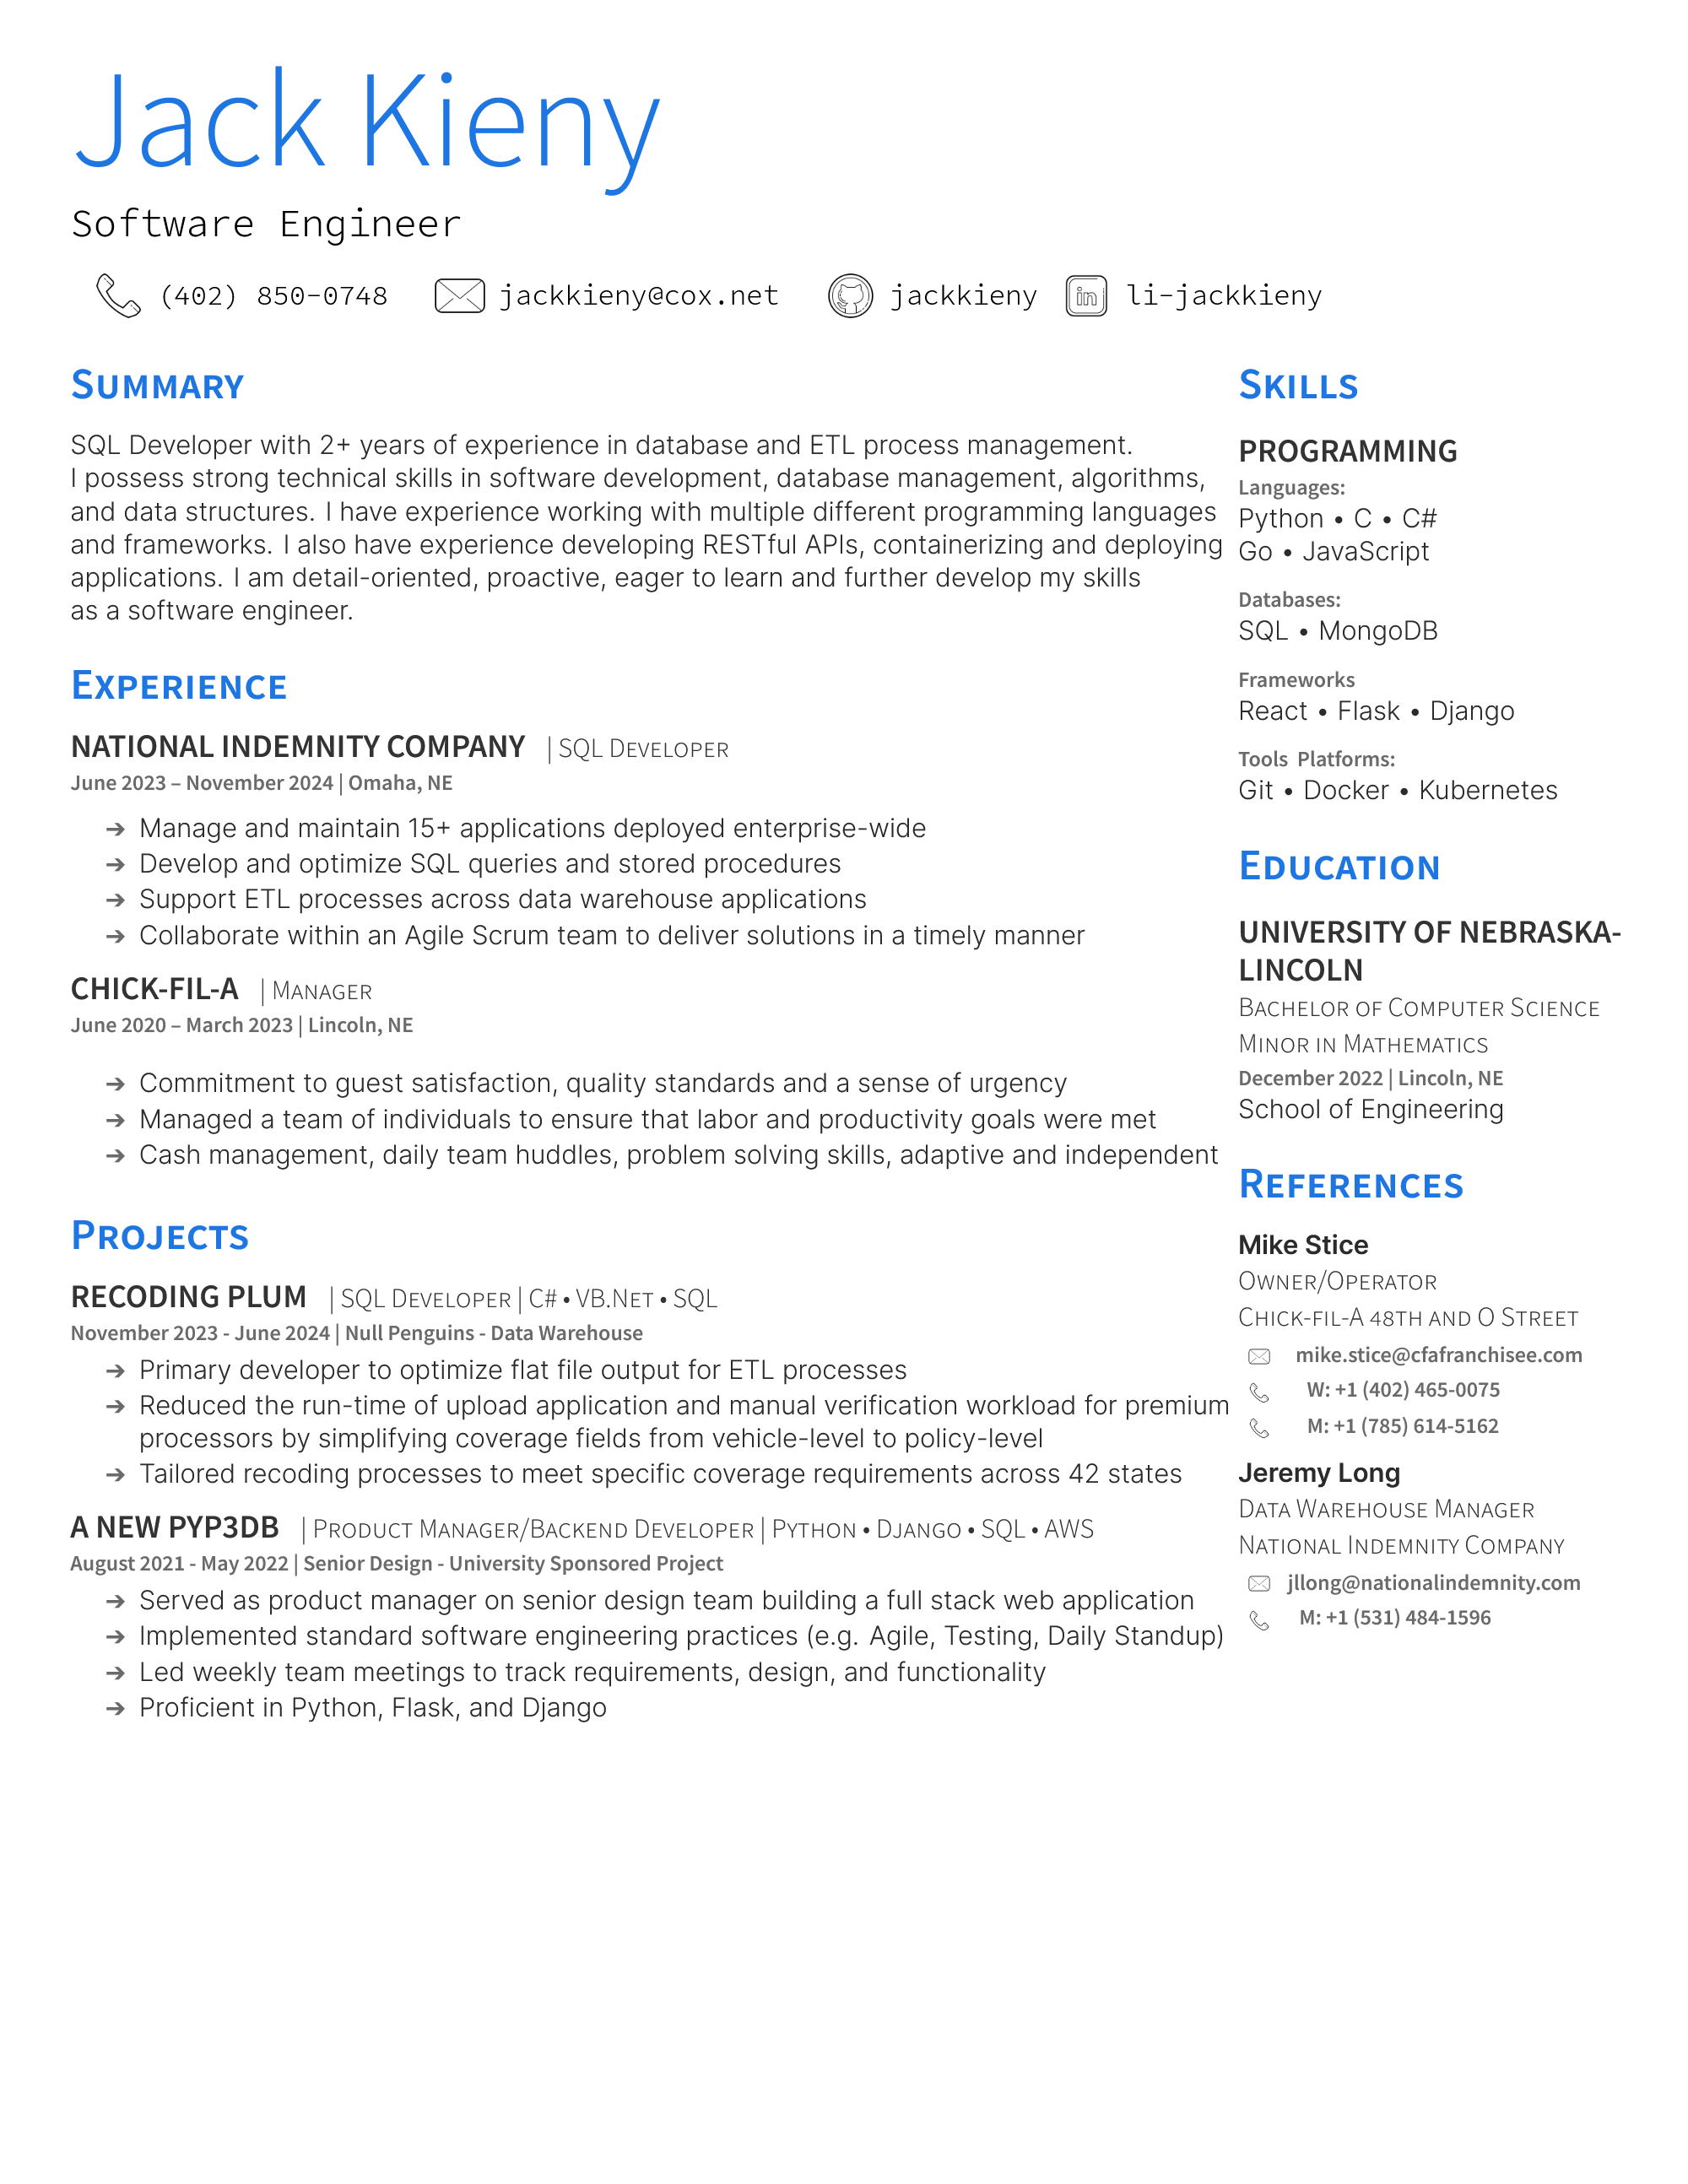 Jack Kieny
Software Engineer
(402) 850-0748 jackkieny@cox.net jackkieny li-jackkieny
Summary
SQL Developer with 2+ years of experience in database and ETL process management.
I possess strong technical skills in software development, database management, algorithms,
and data structures. I have experience working with multiple different programming languages
and frameworks. I also have experience developing RESTful APIs, containerizing and deploying
applications. I am detail-oriented, proactive, eager to learn and further develop my skills
as a software engineer.
Experience
NATIONAL INDEMNITY COMPANY | SQL Developer
June 2023 – November 2024 | Omaha, NE
➔ Manage and maintain 15+ applications deployed enterprise-wide
➔ Develop and optimize SQL queries and stored procedures
➔ Support ETL processes across data warehouse applications
➔ Collaborate within an Agile Scrum team to deliver solutions in a timely manner
CHICK-FIL-A | Manager
June 2020 – March 2023 | Lincoln, NE
➔ Commitment to guest satisfaction, quality standards and a sense of urgency
➔ Managed a team of individuals to ensure that labor and productivity goals were met
➔ Cash management, daily team huddles, problem solving skills, adaptive and independent
Projects
RECODING PLUM | SQL Developer | C# • VB.Net • SQL
November 2023 - June 2024 | Null Penguins - Data Warehouse
➔ Primary developer to optimize flat file output for ETL processes
➔ Reduced the run-time of upload application and manual verification workload for premium
processors by simplifying coverage fields from vehicle-level to policy-level
➔ Tailored recoding processes to meet specific coverage requirements across 42 states
A NEW PYP3DB | Product Manager/Backend Developer | Python • Django • SQL • AWS
August 2021 - May 2022 | Senior Design - University Sponsored Project
➔ Served as product manager on senior design team building a full stack web application
➔ Implemented standard software engineering practices (e.g. Agile, Testing, Daily Standup)
➔ Led weekly team meetings to track requirements, design, and functionality
➔ Proficient in Python, Flask, and Django
Skills
PROGRAMMING
Languages:
Python • C • C#
Go • JavaScript
Databases:
SQL • MongoDB
Frameworks
React • Flask • Django
Tools Platforms:
Git • Docker • Kubernetes
Education
UNIVERSITY OF NEBRASKA-
LINCOLN
Bachelor of Computer Science
Minor in Mathematics
December 2022 | Lincoln, NE
School of Engineering
References
Mike Stice
Owner/Operator
Chick-fil-A 48th and O Street
mike.stice@cfafranchisee.com
W: +1 (402) 465-0075
M: +1 (785) 614-5162
Jeremy Long
Data Warehouse Manager
National Indemnity Company
jllong@nationalindemnity.com
M: +1 (531) 484-1596